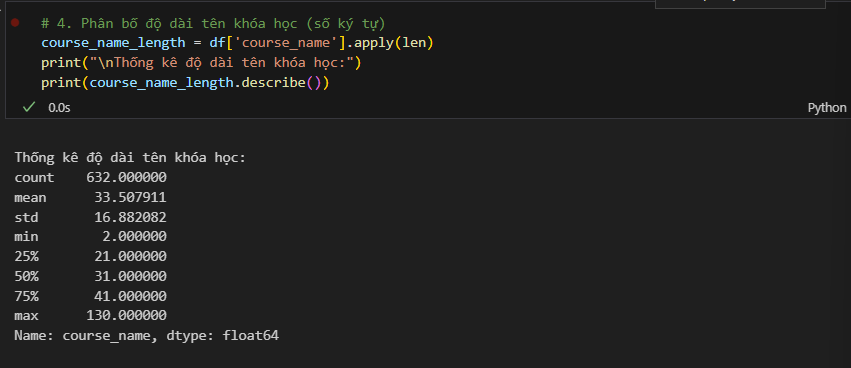 # 4. Phân bố độ dài tên khóa học (số ký tự)
course_name_length = df['course_name'].apply(len)
print("\nThống kê độ dài tên khóa học:")
print(course_name_length.describe())
0.0s Python
Thống kê độ dài tên khóa học:
count 632.000000
mean 33.507911
std 16.882082
min 2.000000
25% 21.000000
50% 31.000000
75% 41.000000
max 130.000000
Name: course_name, dtype: float64